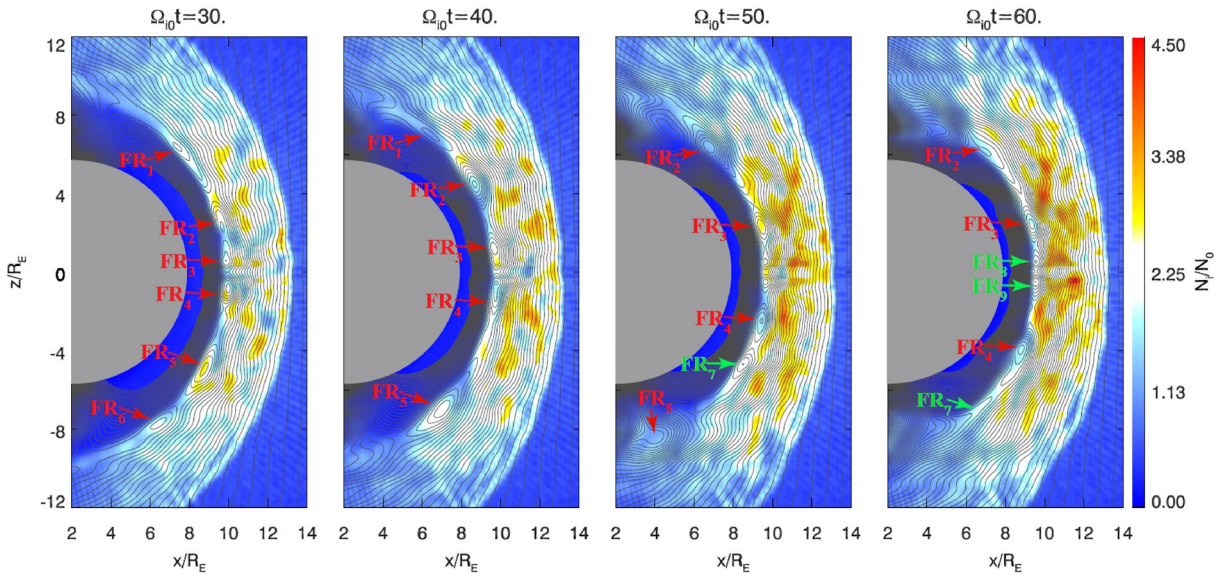 Ωi0t=30.
Ωi0t=40.
Ωi0t=50.
Ωi0t=60.
12
8
4
0
-4
-8
-12
z/RE
FR1
FR2
FR3
FR4
FR5
FR6
FR1
FR2
FR3
FR4
FR5
FR2
FR3
FR4
FR7
FR5
FR2
FR3
FR8
FR9
FR4
FR7
4.50
3.38
2.25
1.13
0.00
Ni/N0
2 4 6 8 10 12 14
2 4 6 8 10 12 14
2 4 6 8 10 12 14
2 4 6 8 10 12 14
x/RE
x/RE
x/RE
x/RE